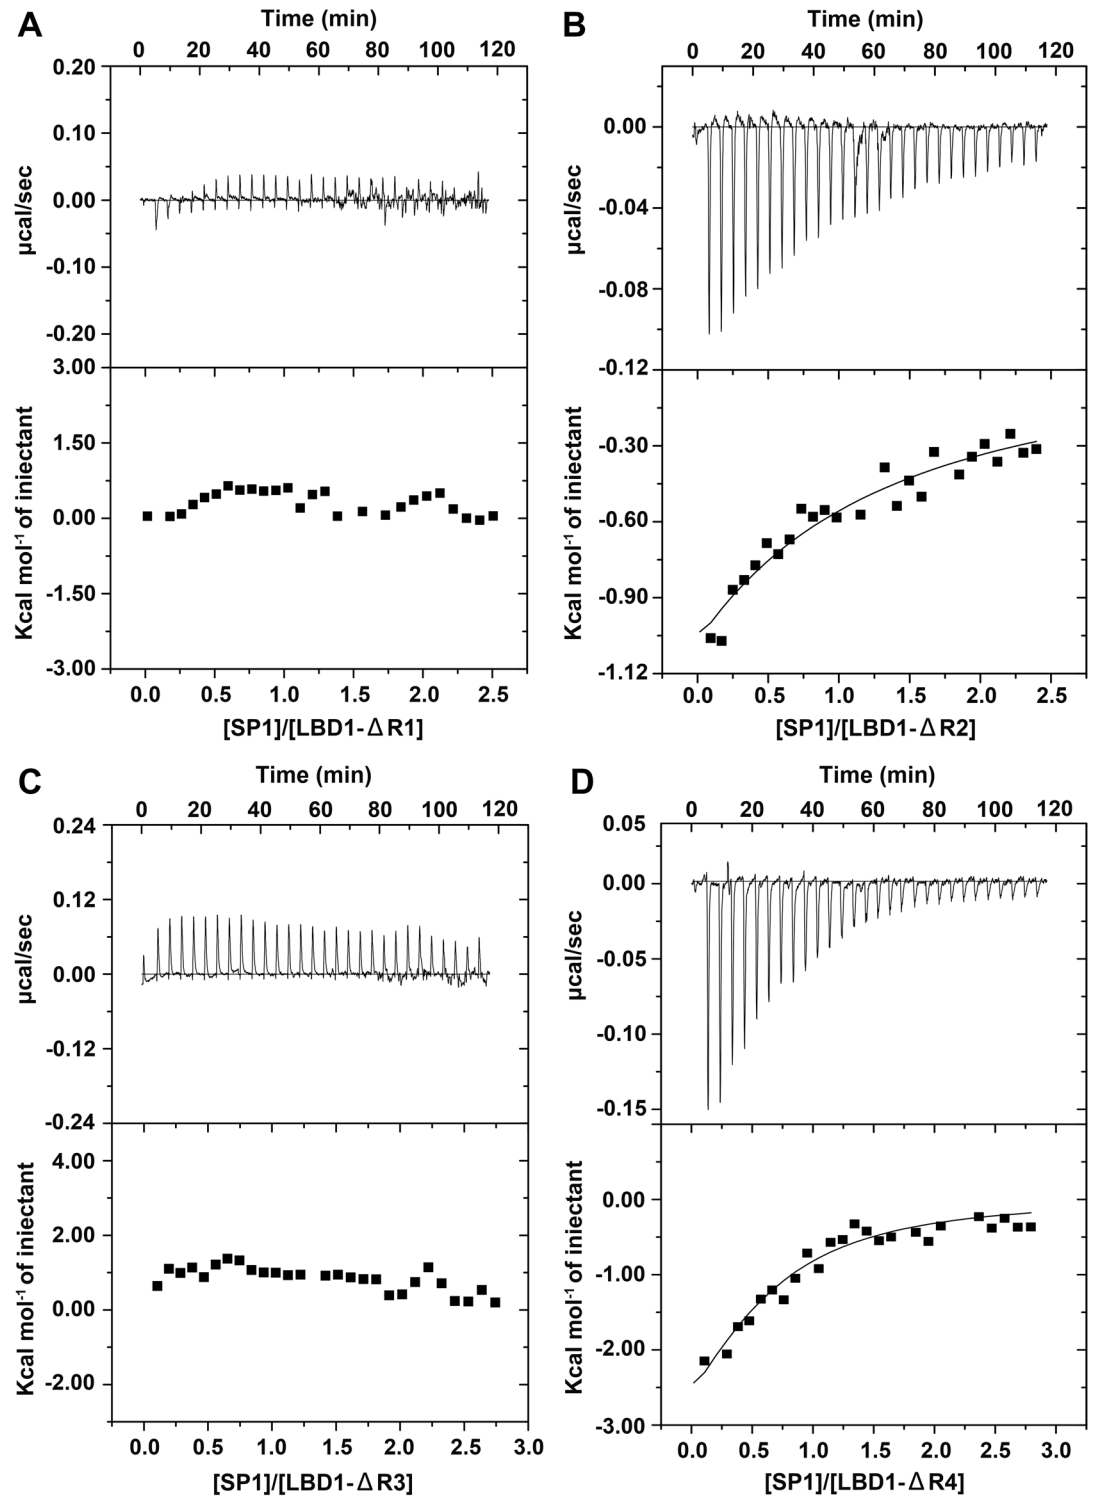 A
Time (min)
0 20 40 60 80 100 120
0.20
0.10
0.00
-0.10
-0.20
µcal/sec
3.00
1.50
0.00
-1.50
-3.00
Kcal mol⁻¹ of iniectant
0.0 0.5 1.0 1.5 2.0 2.5
[SP1]/[LBD1-Δ R1]
B
Time (min)
0 20 40 60 80 100 120
0.00
-0.04
-0.08
-0.12
µcal/sec
-0.30
-0.60
-0.90
-1.12
Kcal mol⁻¹ of iniectant
0.0 0.5 1.0 1.5 2.0 2.5
[SP1]/[LBD1-Δ R2]
C
Time (min)
0 20 40 60 80 100 120
0.24
0.12
0.00
-0.12
-0.24
µcal/sec
4.00
2.00
0.00
-2.00
Kcal mol⁻¹ of iniectant
0.0 0.5 1.0 1.5 2.0 2.5 3.0
[SP1]/[LBD1-Δ R3]
D
Time (min)
0 20 40 60 80 100 120
0.05
0.00
-0.05
-0.10
-0.15
µcal/sec
0.00
-1.00
-2.00
-3.00
Kcal mol⁻¹ of iniectant
0.0 0.5 1.0 1.5 2.0 2.5 3.0
[SP1]/[LBD1-Δ R4]